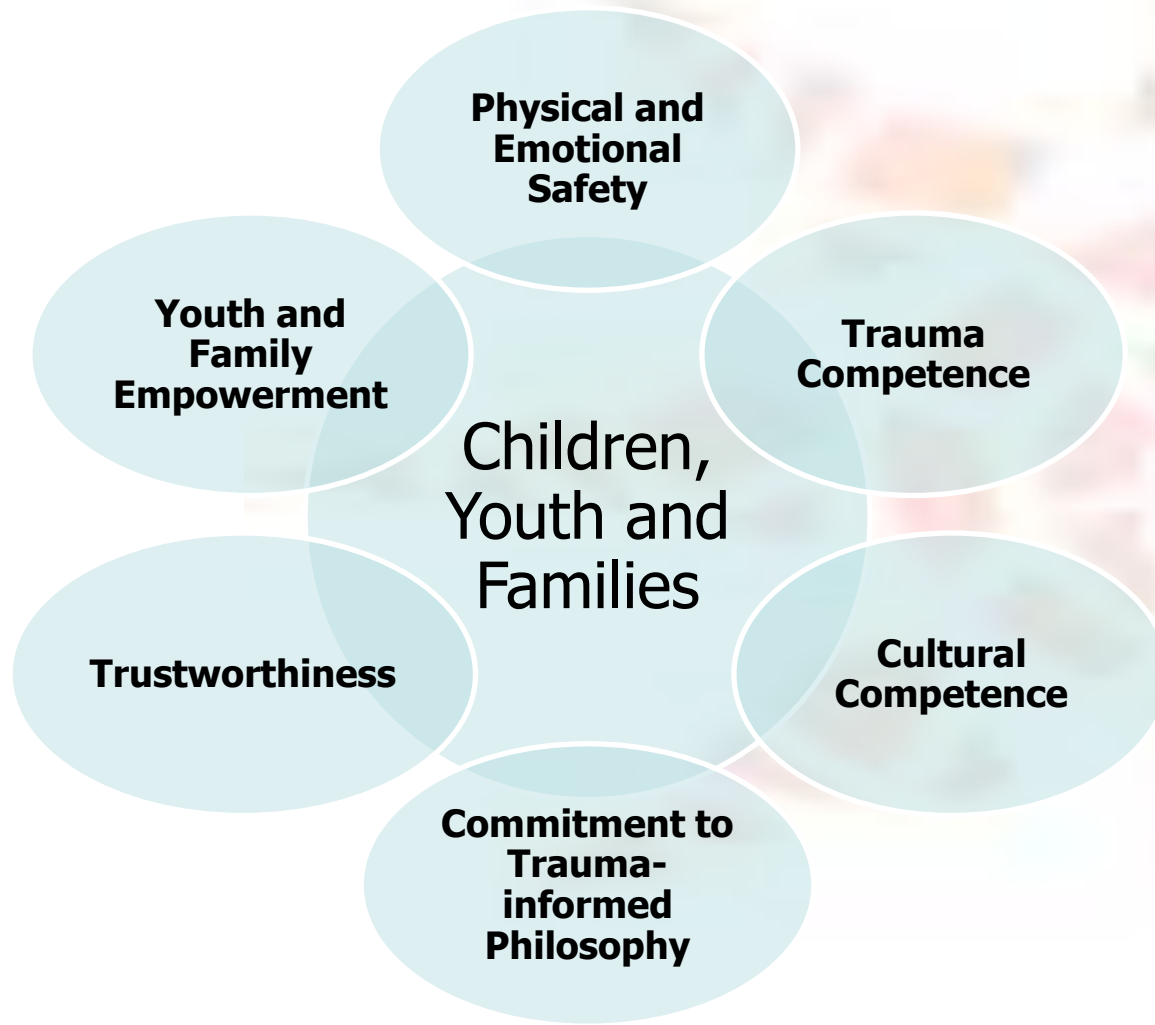 Physical and
Emotional
Safety
Youth and
Family
Empowerment
Trauma
Competence
Children,
Youth and
Families
Trustworthiness
Cultural
Competence
Commitment to
Trauma-
informed
Philosophy